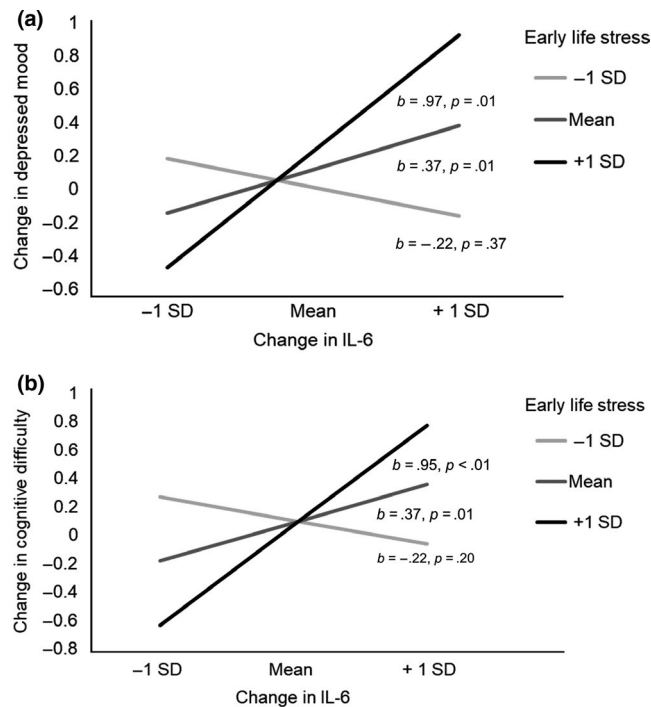 (a)
1
0.8
0.6
0.4
0.2
0
–0.2
–0.4
–0.6
Change in depressed mood
b = .97, p = .01
b = .37, p = .01
b = –.22, p = .37
–1 SD Mean + 1 SD
Change in IL-6
Early life stress
–1 SD
Mean
+1 SD
(b)
1
0.8
0.6
0.4
0.2
0
–0.2
–0.4
–0.6
–0.8
Change in cognitive difficulty
b = .95, p < .01
b = .37, p = .01
b = –.22, p = .20
–1 SD Mean + 1 SD
Change in IL-6
Early life stress
–1 SD
Mean
+1 SD